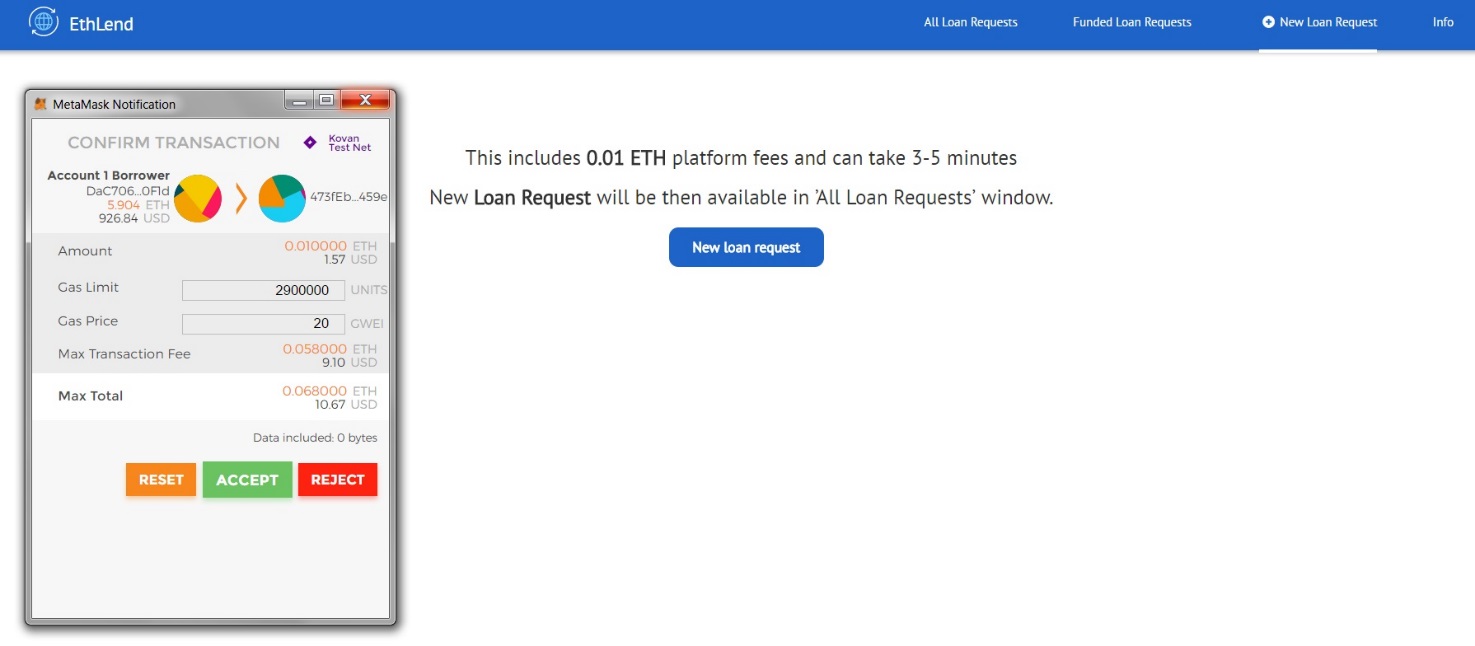 EthLend
All Loan Requests
Funded Loan Requests
New Loan Request
Info
MetaMask Notification
CONFIRM TRANSACTION
Kovan
Test Net
Account 1 Borrower
DaC706...0F1d
5.904 ETH
926.84 USD
473fEb...459e
Amount
0.010000 ETH
1.57 USD
Gas Limit
2900000 UNITS
Gas Price
20 GWEI
Max Transaction Fee
0.058000 ETH
9.10 USD
Max Total
0.068000 ETH
10.67 USD
Data included: 0 bytes
RESET
ACCEPT
REJECT
This includes 0.01 ETH platform fees and can take 3-5 minutes
New Loan Request will be then available in 'All Loan Requests' window.
New loan request